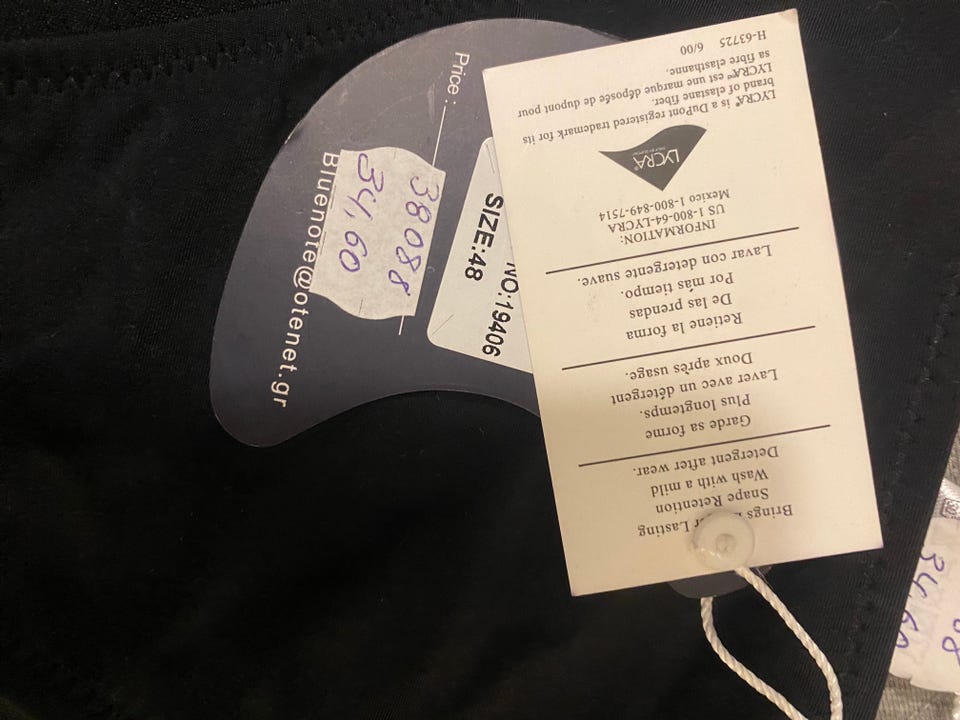 Price :
38088
34,60
Bluenote@otenet.gr
NO:19406
SIZE:48
Brings Lasting
Snape Retention
Wash with a mild
Detergent after wear.
Garde sa forme
Plus longtemps.
Laver avec un détergent
Doux après usage.
Retiene la forma
De las prendas
Por más tiempo.
Lavar con detergente suave.
INFORMATION:
US 1-800-64-LYCRA
Mexico 1-800-849-7514
LYCRA®
LYCRA® is a DuPont registered trademark for its
brand of elastane fiber.
LYCRA® est une marque déposée de dupont pour
sa fibre elasthanne.
H-63725 6/00
34,60